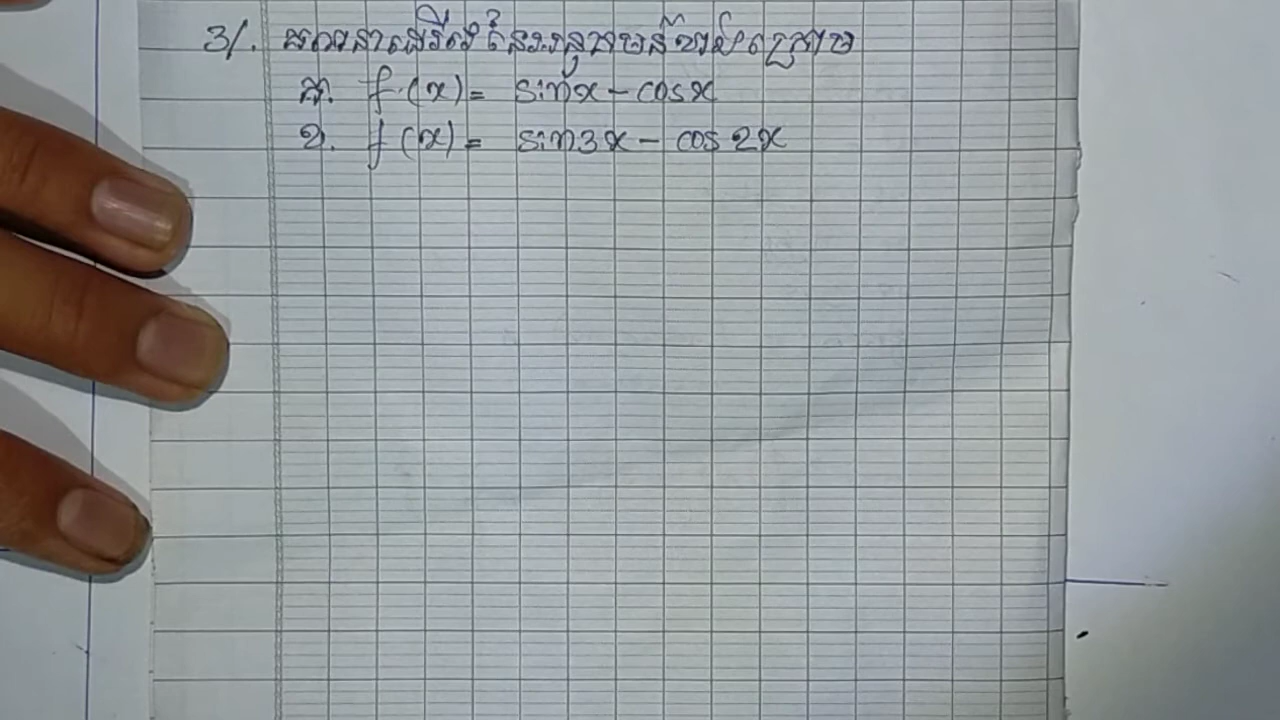 3/. គណនាដេរីវេនៃអនុគមន៍ខាងក្រោម
ក. f(x) = sinx - cosx
ខ. f(x) = sin3x - cos2x